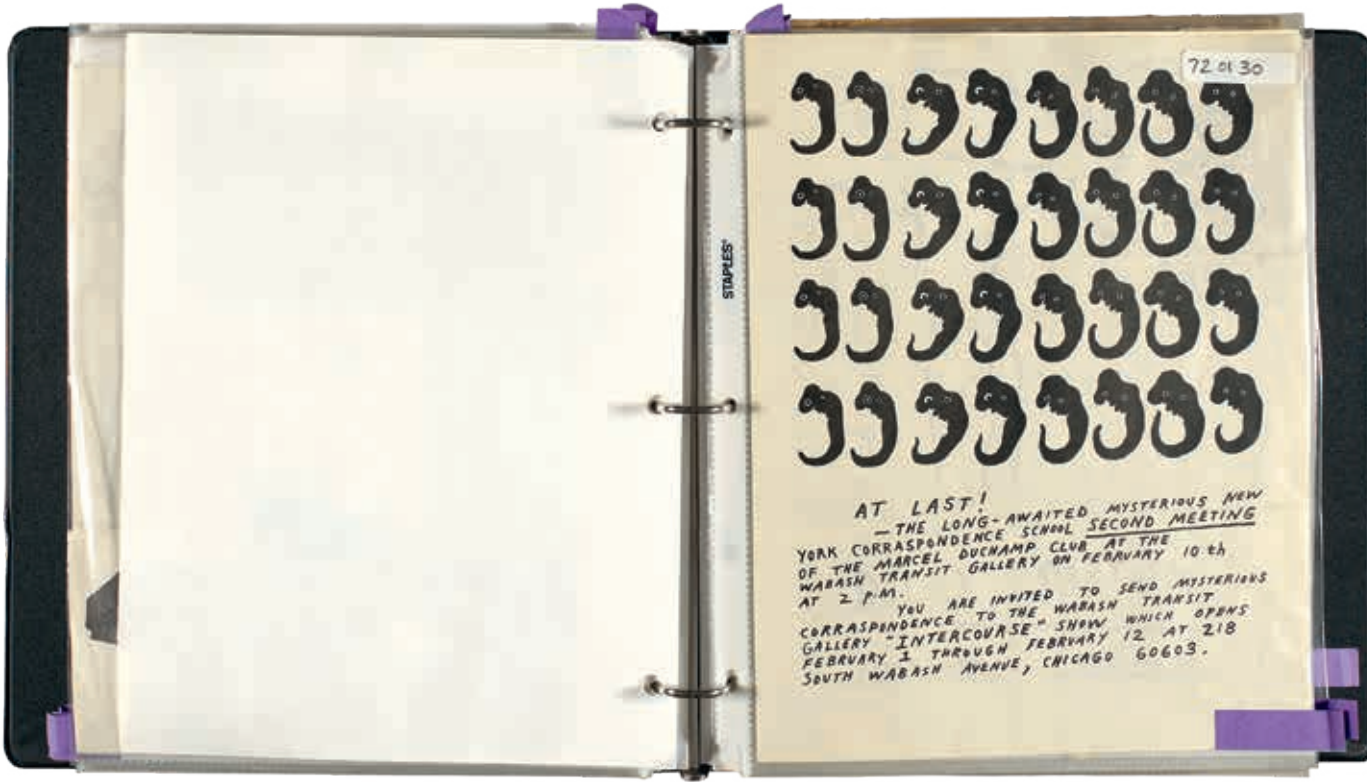 72 01 30
STAPLES®
AT LAST!
— THE LONG-AWAITED MYSTERIOUS NEW
YORK CORRASPONDENCE SCHOOL SECOND MEETING
OF THE MARCEL DUCHAMP CLUB AT THE
WABASH TRANSIT GALLERY ON FEBRUARY 10th
AT 2 P.M.
YOU ARE INVITED TO SEND MYSTERIOUS
CORRASPONDENCE TO THE WABASH TRANSIT
GALLERY "INTERCOURSE" SHOW WHICH OPENS
FEBRUARY 1 THROUGH FEBRUARY 12 AT 218
SOUTH WABASH AVENUE, CHICAGO 60603.